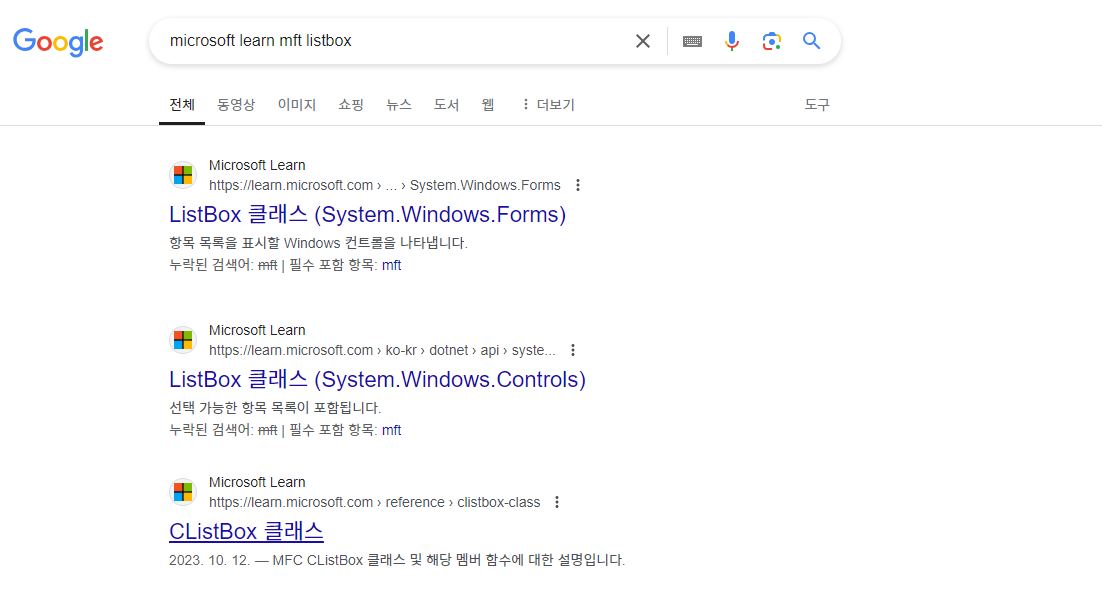 Google
microsoft learn mft listbox
전체 동영상 이미지 쇼핑 뉴스 도서 웹 더보기 도구
Microsoft Learn
https://learn.microsoft.com › ... › System.Windows.Forms
ListBox 클래스 (System.Windows.Forms)
항목 목록을 표시할 Windows 컨트롤을 나타냅니다.
누락된 검색어: mft | 필수 포함 항목: mft
Microsoft Learn
https://learn.microsoft.com › ko-kr › dotnet › api › syste...
ListBox 클래스 (System.Windows.Controls)
선택 가능한 항목 목록이 포함됩니다.
누락된 검색어: mft | 필수 포함 항목: mft
Microsoft Learn
https://learn.microsoft.com › reference › clistbox-class
CListBox 클래스
2023. 10. 12. — MFC CListBox 클래스 및 해당 멤버 함수에 대한 설명입니다.